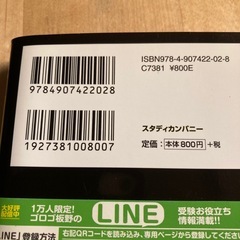 ISBN978-4-907422-02-8
C7381 ¥800E
9784907422028
1927381008007
スタディカンパニー
定価：本体800円+税
大好評
配信中
1万人限定！
ゴロゴ板野の
LINE
受験お役立ち
情報満載!!
LINE登録方法
右記QRコードを読み込み、専用ページから登録して